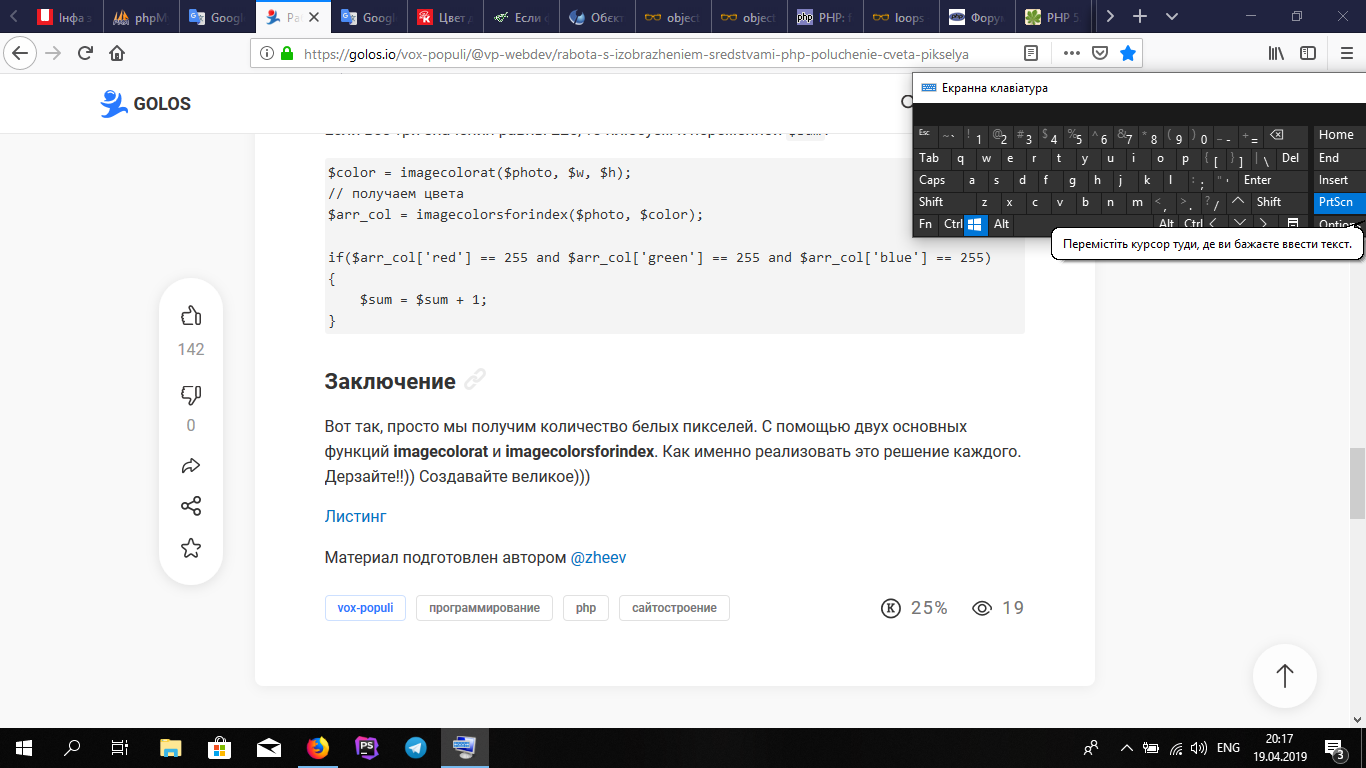 Інфа з
phpM
Googl
Ра
Googl
Цвет д
Если ф
Обєкт
object
object
PHP: f
loops
Форум
PHP 5
https://golos.io/vox-populi/@vp-webdev/rabota-s-izobrazheniem-sredstvami-php-poluchenie-cveta-pikselya
GOLOS
Екранна клавіатура
Esc ~ ` ! 1 @ 2 # 3 $ 4 % 5 ^ 6 & 7 * 8 ( 9 ) 0 _ - + = Home
Tab q w e r t y u i o p { [ } ] | \ Del End
Caps a s d f g h j k l : ; " ' Enter Insert
Shift z x c v b n m < , > . ? / Shift PrtScn
Fn Ctrl Alt Alt Ctrl Options
Перемістіть курсор туди, де ви бажаєте ввести текст.
$color = imagecolorat($photo, $w, $h);
// получаем цвета
$arr_col = imagecolorsforindex($photo, $color);
if($arr_col['red'] == 255 and $arr_col['green'] == 255 and $arr_col['blue'] == 255)
{
$sum = $sum + 1;
}
142
0
Заключение
Вот так, просто мы получим количество белых пикселей. С помощью двух основных
функций imagecolorat и imagecolorsforindex. Как именно реализовать это решение каждого.
Дерзайте!!)) Создавайте великое)))
Листинг
Материал подготовлен автором @zheev
vox-populi
программирование
php
сайтостроение
25%
19
ENG
20:17
19.04.2019
3